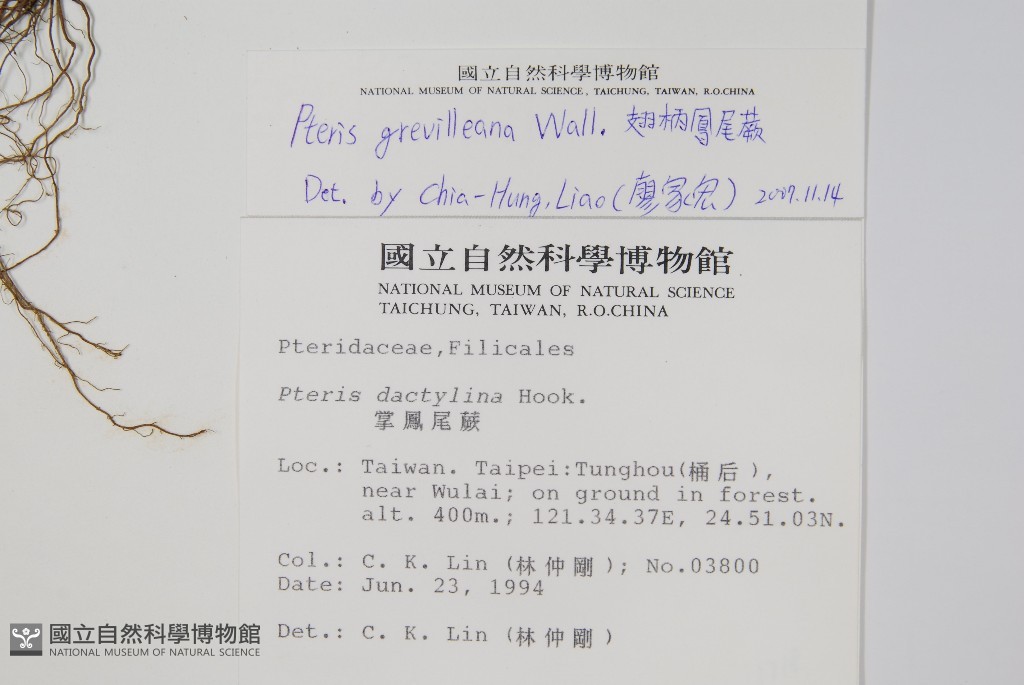 國立自然科學博物館
NATIONAL MUSEUM OF NATURAL SCIENCE, TAICHUNG, TAIWAN, R.O.CHINA
Pteris grevilleana Wall. 翅柄鳳尾蕨
Det. by Chia-Hung, Liao (廖家宏) 2007.11.14
國立自然科學博物館
NATIONAL MUSEUM OF NATURAL SCIENCE
TAICHUNG, TAIWAN, R.O.CHINA
Pteridaceae,Filicales
Pteris dactylina Hook.
掌鳳尾蕨
Loc.: Taiwan. Taipei:Tunghou(桶后),
near Wulai; on ground in forest.
alt. 400m.; 121.34.37E, 24.51.03N.
Col.: C. K. Lin (林仲剛); No.03800
Date: Jun. 23, 1994
Det.: C. K. Lin (林仲剛)
國立自然科學博物館
NATIONAL MUSEUM OF NATURAL SCIENCE